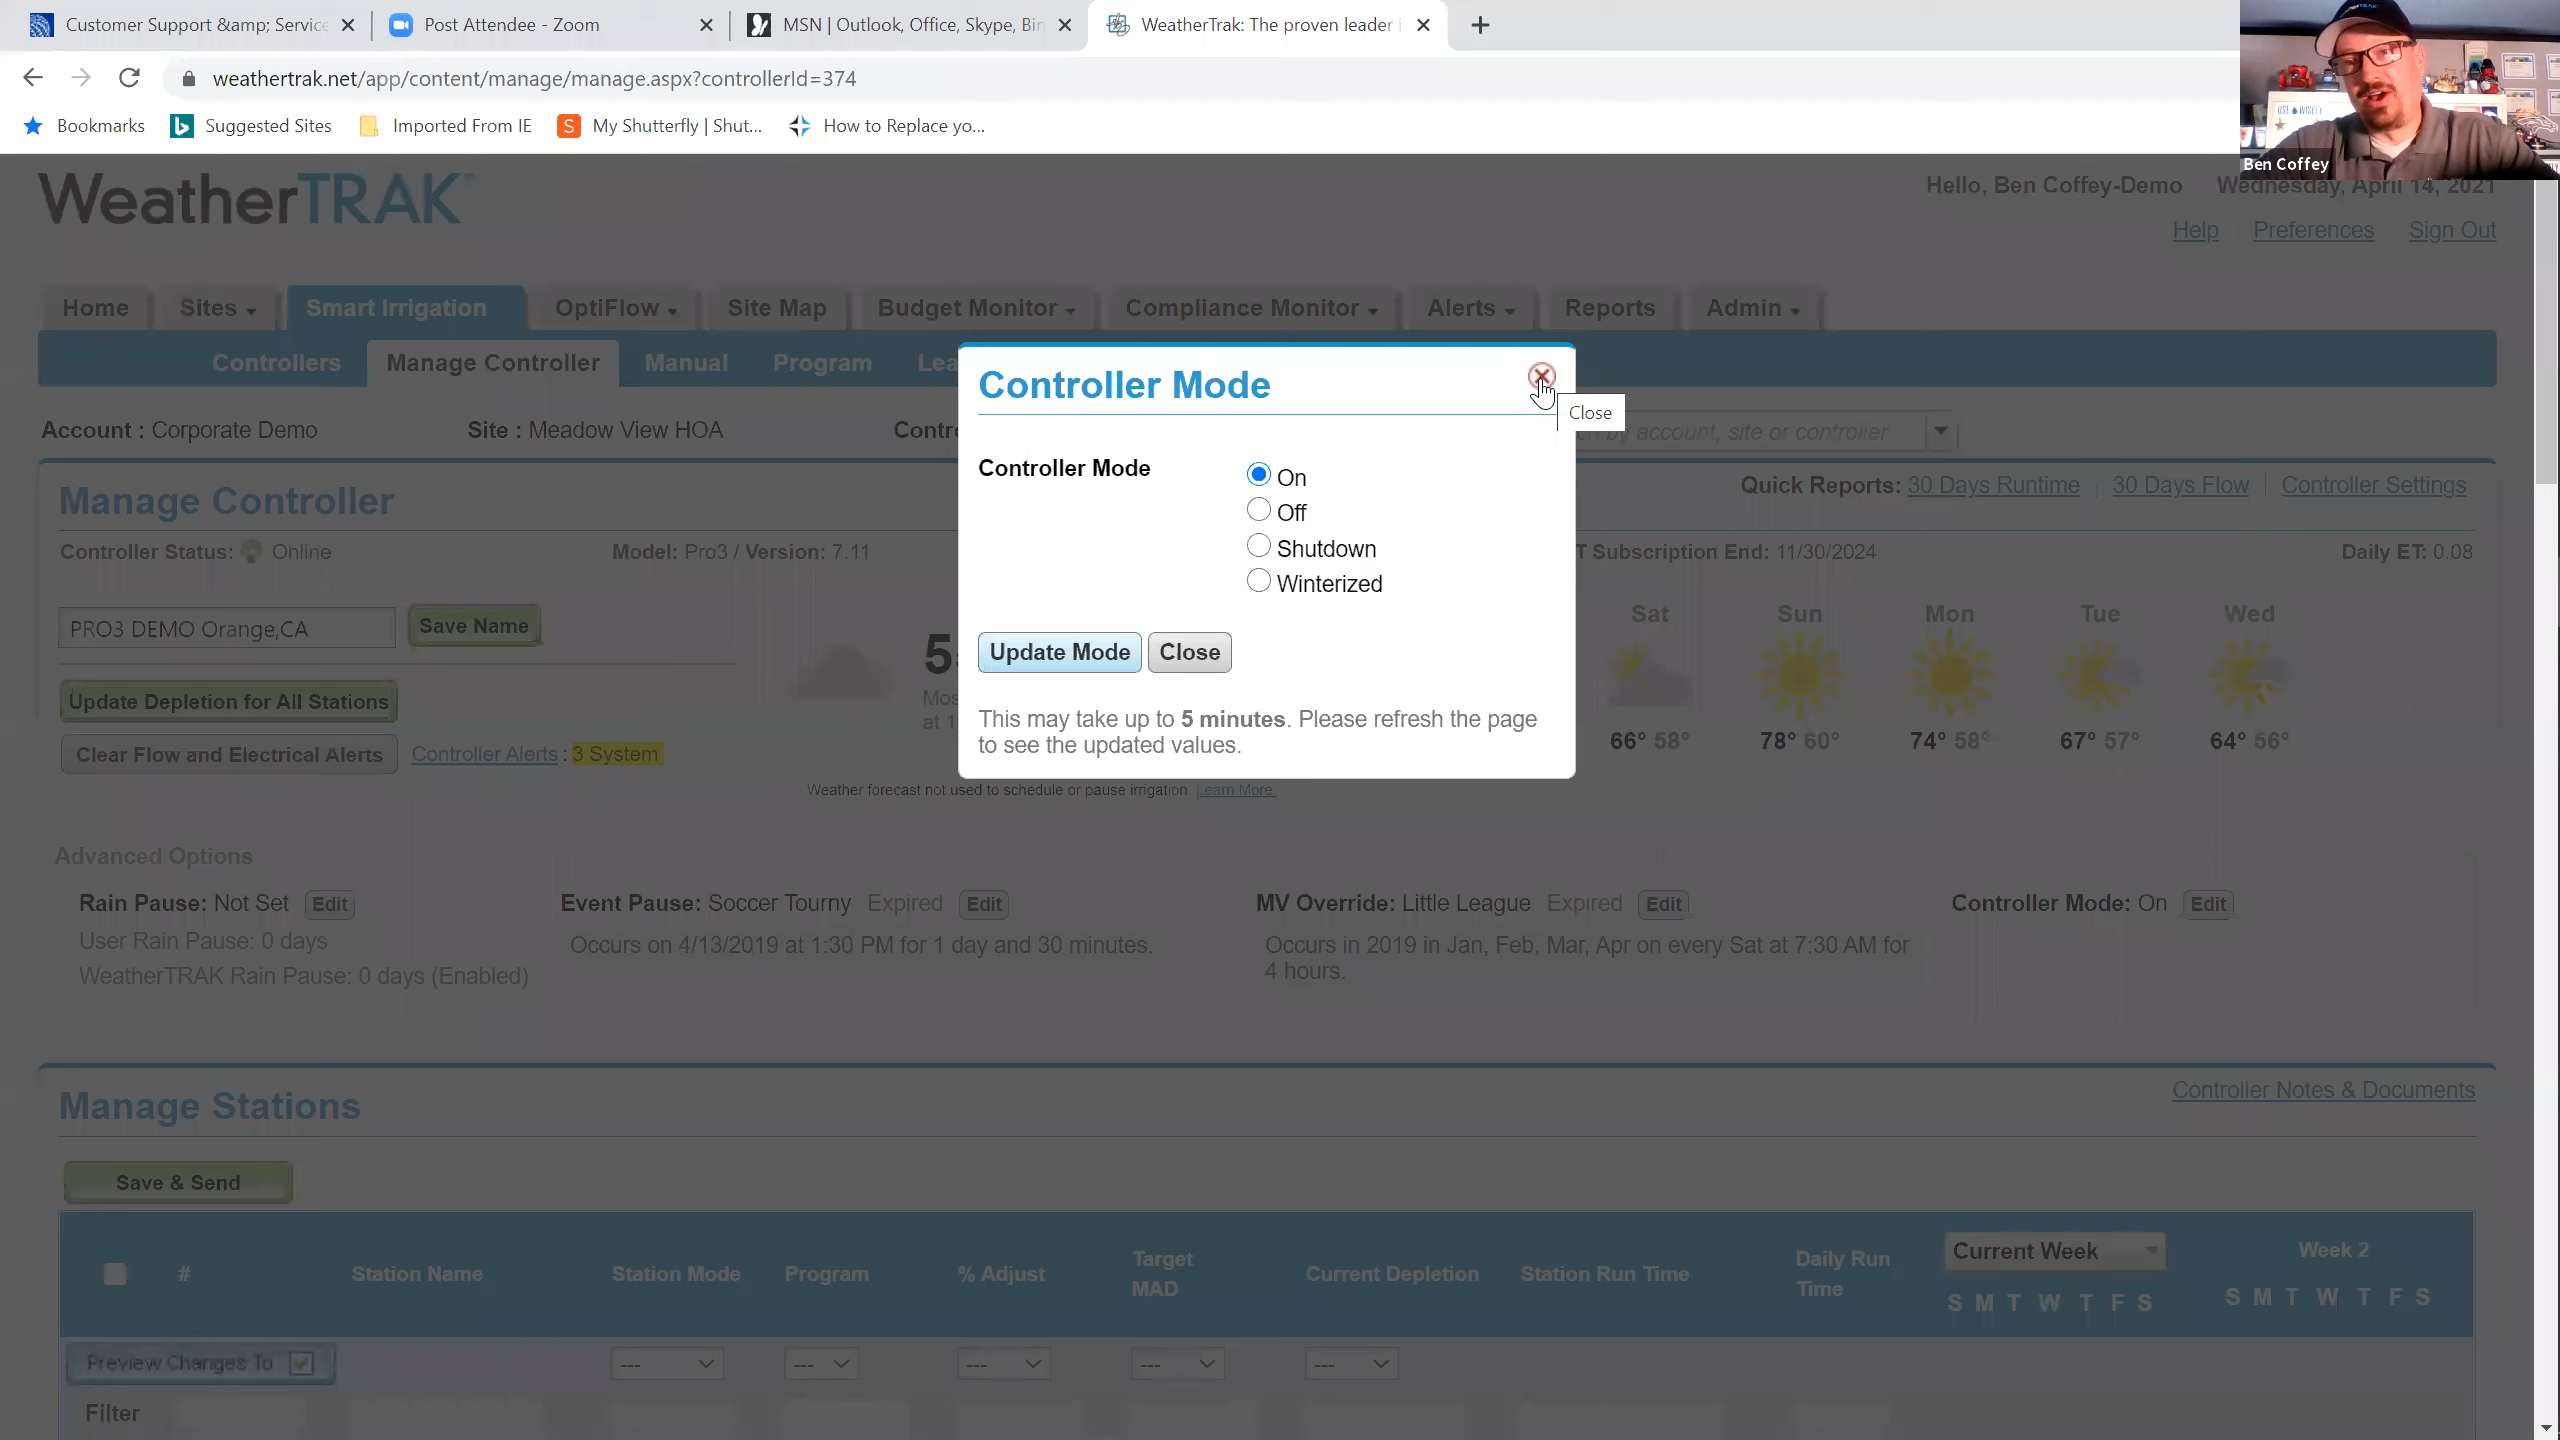 Customer Support &amp; Service
Post Attendee - Zoom
MSN | Outlook, Office, Skype, Bin
WeatherTrak: The proven leader i
weathertrak.net/app/content/manage/manage.aspx?controllerId=374
Bookmarks
Suggested Sites
Imported From IE
My Shutterfly | Shut...
How to Replace yo...
USE WISELY
Ben Coffey
WeatherTRAK
Hello, Ben Coffey-Demo
Wednesday, April 14, 2021
Help
Preferences
Sign Out
Home
Sites
Smart Irrigation
OptiFlow
Site Map
Budget Monitor
Compliance Monitor
Alerts
Reports
Admin
Controllers
Manage Controller
Manual
Program
Lea
Account : Corporate Demo
Site : Meadow View HOA
Contr
by account, site or controller
Controller Mode
Close
Controller Mode
On
Off
Shutdown
Winterized
Update Mode
Close
This may take up to 5 minutes. Please refresh the page
to see the updated values.
Manage Controller
Quick Reports: 30 Days Runtime
30 Days Flow
Controller Settings
Controller Status: Online
Model: Pro3 / Version: 7.11
T Subscription End: 11/30/2024
Daily ET: 0.08
PRO3 DEMO Orange,CA
Save Name
Update Depletion for All Stations
Clear Flow and Electrical Alerts
Controller Alerts : 3 System
5
Mos
at 1
Sat
Sun
Mon
Tue
Wed
66° 58°
78° 60°
74° 58°
67° 57°
64° 56°
Weather forecast not used to schedule or pause irrigation. Learn More.
Advanced Options
Rain Pause: Not Set
Edit
User Rain Pause: 0 days
WeatherTRAK Rain Pause: 0 days (Enabled)
Event Pause: Soccer Tourny Expired
Edit
Occurs on 4/13/2019 at 1:30 PM for 1 day and 30 minutes.
MV Override: Little League Expired
Edit
Occurs in 2019 in Jan, Feb, Mar, Apr on every Sat at 7:30 AM for
4 hours.
Controller Mode: On
Edit
Manage Stations
Controller Notes & Documents
Save & Send
#
Station Name
Station Mode
Program
% Adjust
Target
MAD
Current Depletion
Station Run Time
Daily Run
Time
Current Week
S M T W T F S
Week 2
S M T W T F S
Preview Changes To
---
---
---
---
---
Filter